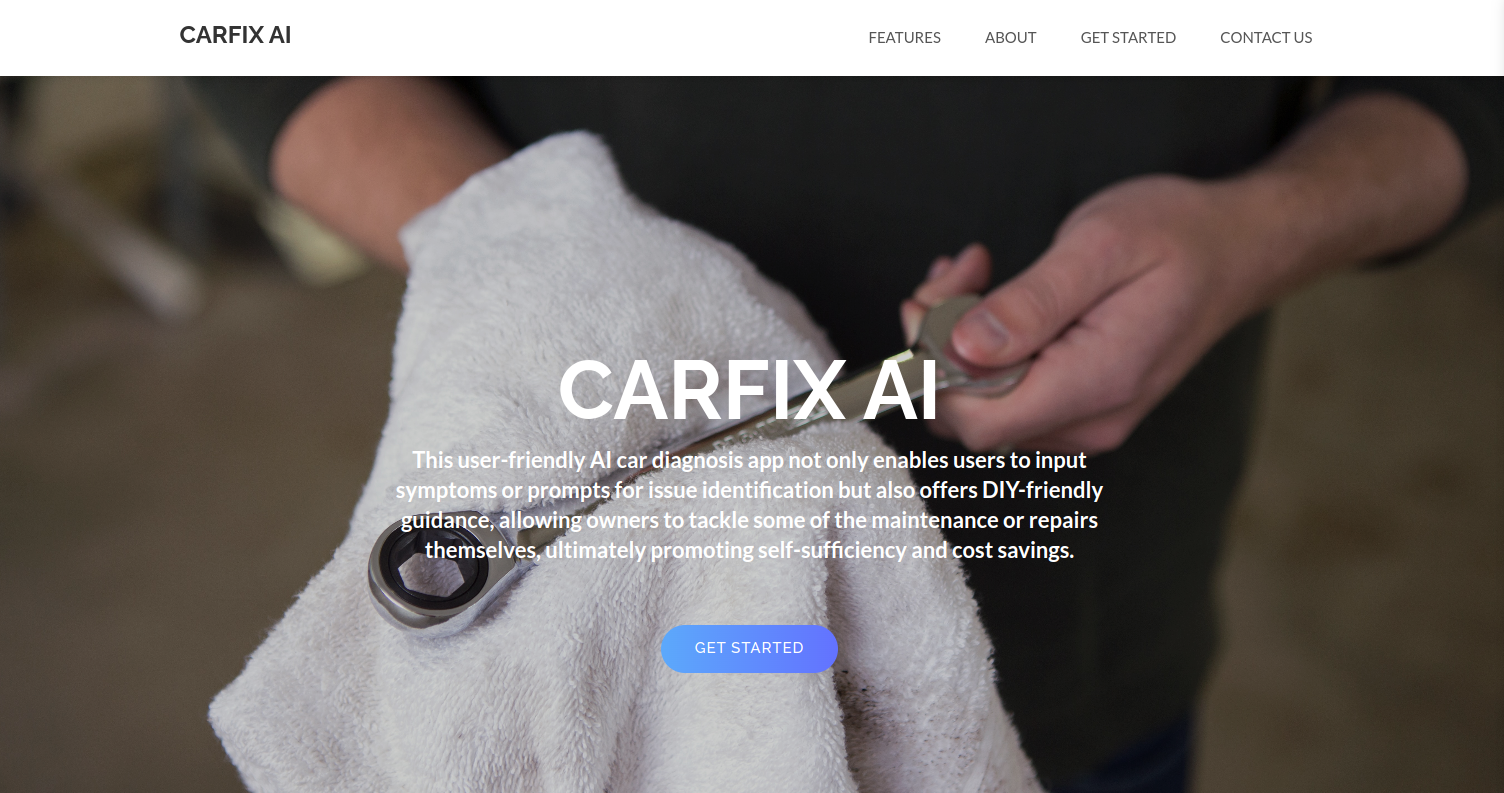 CARFIX AI
FEATURES
ABOUT
GET STARTED
CONTACT US
CARFIX AI
This user-friendly AI car diagnosis app not only enables users to input
symptoms or prompts for issue identification but also offers DIY-friendly
guidance, allowing owners to tackle some of the maintenance or repairs
themselves, ultimately promoting self-sufficiency and cost savings.
GET STARTED